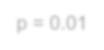 p = 0.01